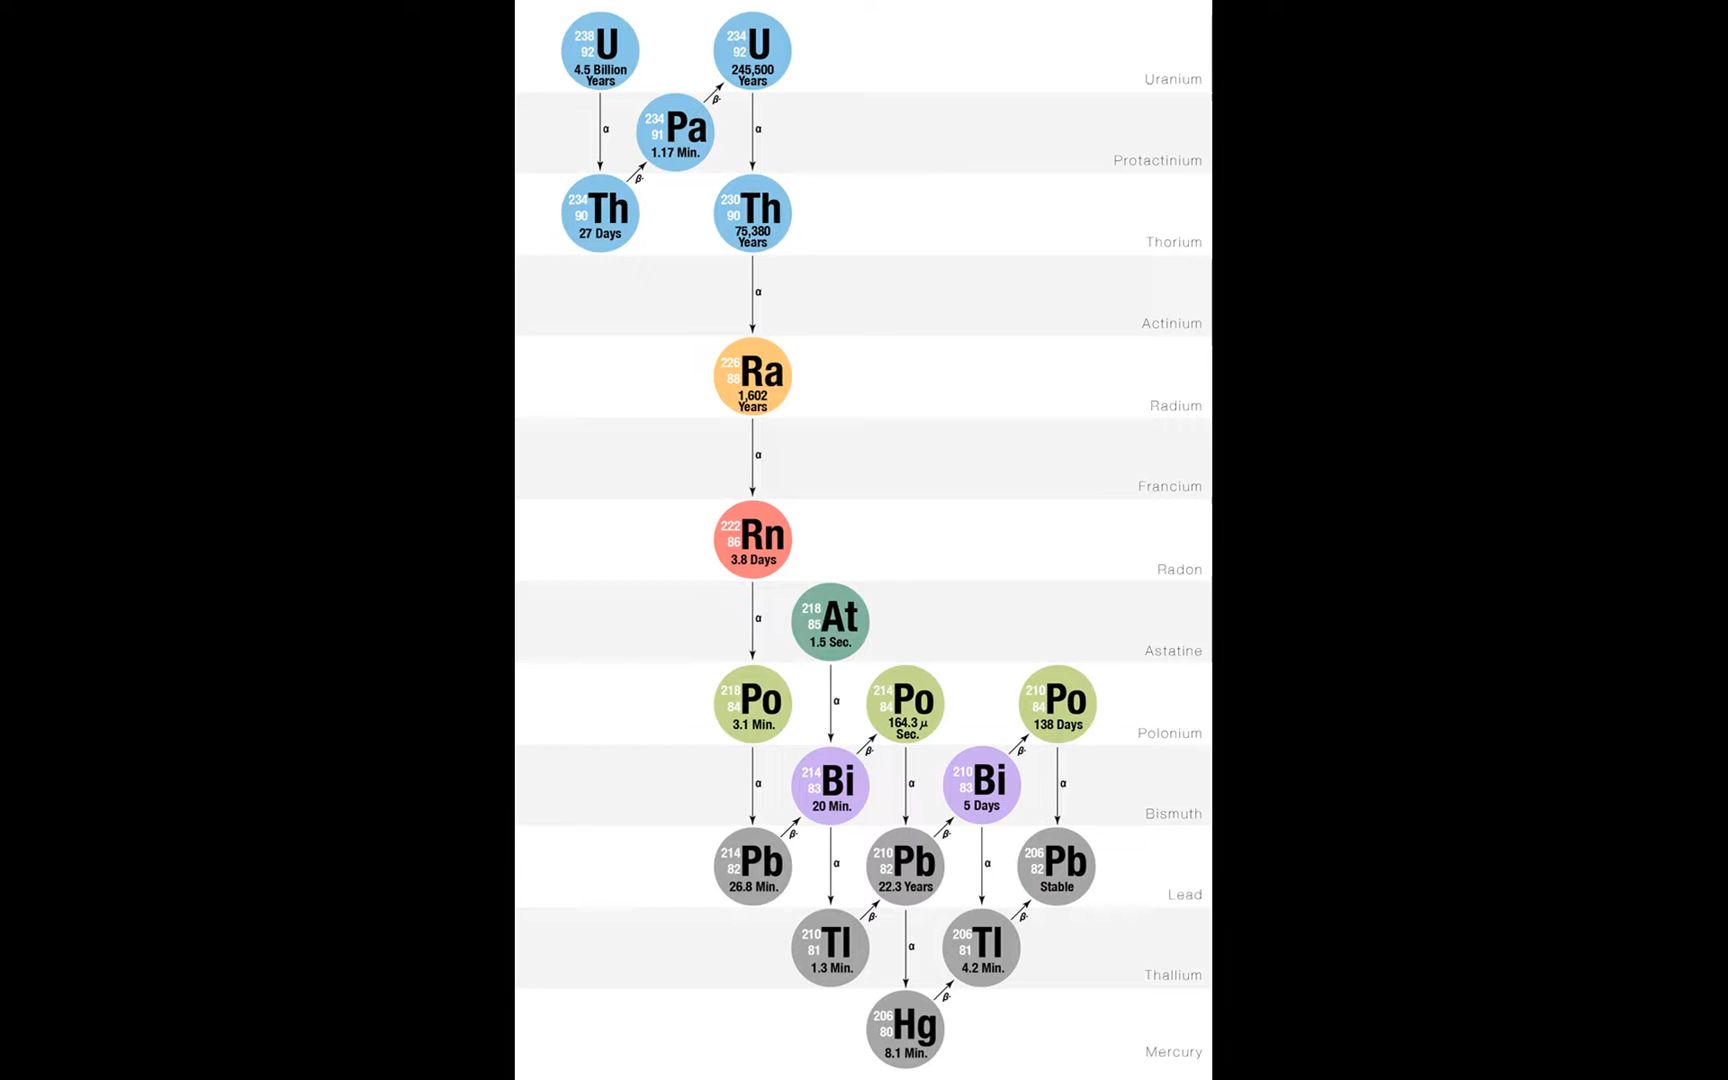 238
92
U
4.5 Billion
Years
234
92
U
245,500
Years
Uranium
β-
α
234
91
Pa
1.17 Min.
α
Protactinium
β-
234
90
Th
27 Days
230
90
Th
75,380
Years
Thorium
α
Actinium
226
88
Ra
1,602
Years
Radium
α
Francium
222
86
Rn
3.8 Days
Radon
α
218
85
At
1.5 Sec.
Astatine
218
84
Po
3.1 Min.
α
214
84
Po
164.3 μ
Sec.
210
84
Po
138 Days
Polonium
β-
β-
α
214
83
Bi
20 Min.
α
210
83
Bi
5 Days
α
Bismuth
β-
β-
214
82
Pb
26.8 Min.
α
210
82
Pb
22.3 Years
α
206
82
Pb
Stable
Lead
β-
β-
210
81
Tl
1.3 Min.
α
206
81
Tl
4.2 Min.
Thallium
β-
206
80
Hg
8.1 Min.
Mercury